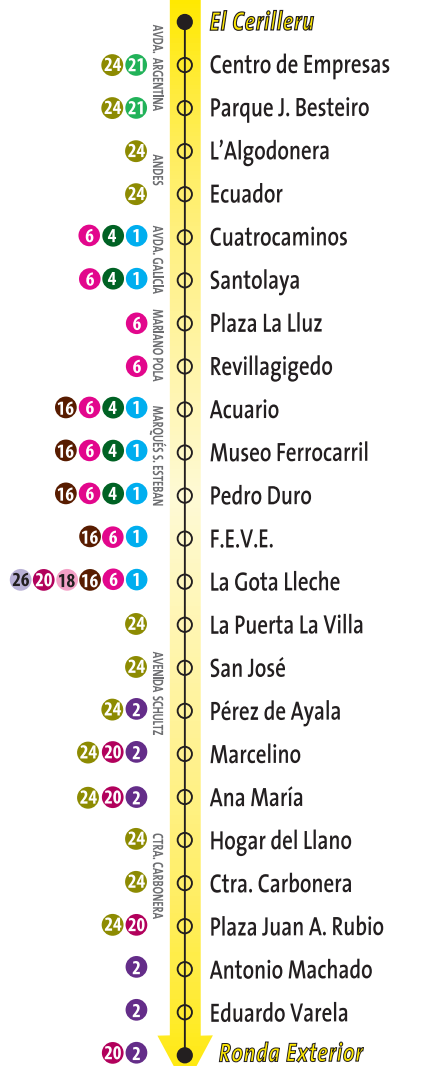 El Cerilleru
AVDA. ARGENTINA
24 21 Centro de Empresas
24 21 Parque J. Besteiro
ANDES
24 L'Algodonera
24 Ecuador
AVDA. GALICIA
6 4 1 Cuatrocaminos
6 4 1 Santolaya
MARIANO POLA
6 Plaza La Lluz
6 Revillagigedo
MARQUÉS S. ESTEBAN
16 6 4 1 Acuario
16 6 4 1 Museo Ferrocarril
16 6 4 1 Pedro Duro
16 6 1 F.E.V.E.
26 20 18 16 6 1 La Gota Lleche
24 La Puerta La Villa
AVENIDA SCHULTZ
24 San José
24 2 Pérez de Ayala
24 20 2 Marcelino
24 20 2 Ana María
CTRA. CARBONERA
24 Hogar del Llano
24 Ctra. Carbonera
24 20 Plaza Juan A. Rubio
2 Antonio Machado
2 Eduardo Varela
20 2 Ronda Exterior